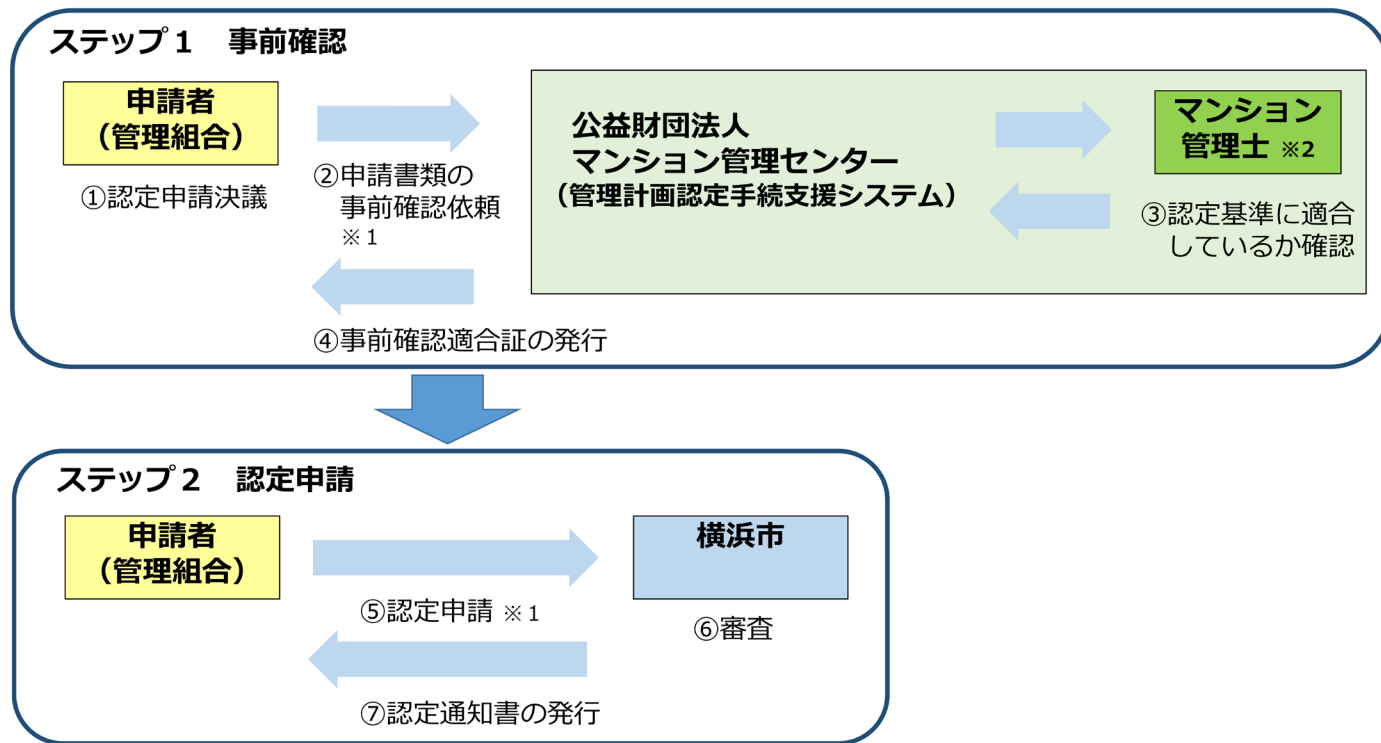 ステップ１　事前確認
申請者
（管理組合）
①認定申請決議
②申請書類の
事前確認依頼
※１
公益財団法人
マンション管理センター
（管理計画認定手続支援システム）
マンション
管理士 ※2
③認定基準に適合
しているか確認
④事前確認適合証の発行
ステップ２　認定申請
申請者
（管理組合）
横浜市
⑤認定申請 ※１
⑥審査
⑦認定通知書の発行